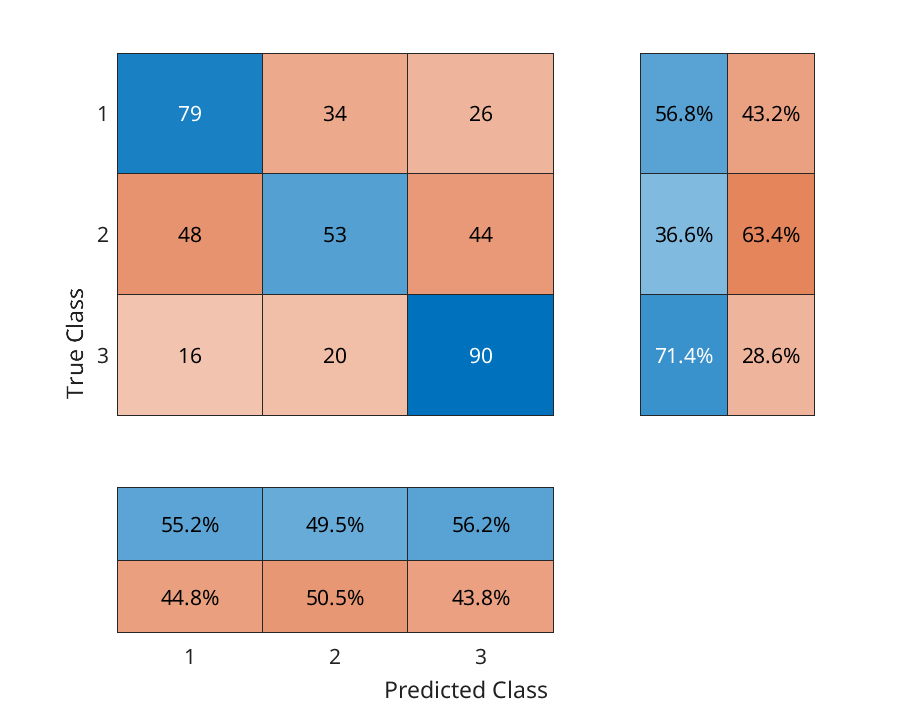 1 79 34 26 56.8% 43.2%
2 48 53 44 36.6% 63.4%
True Class
3 16 20 90 71.4% 28.6%
55.2% 49.5% 56.2%
44.8% 50.5% 43.8%
1 2 3
Predicted Class